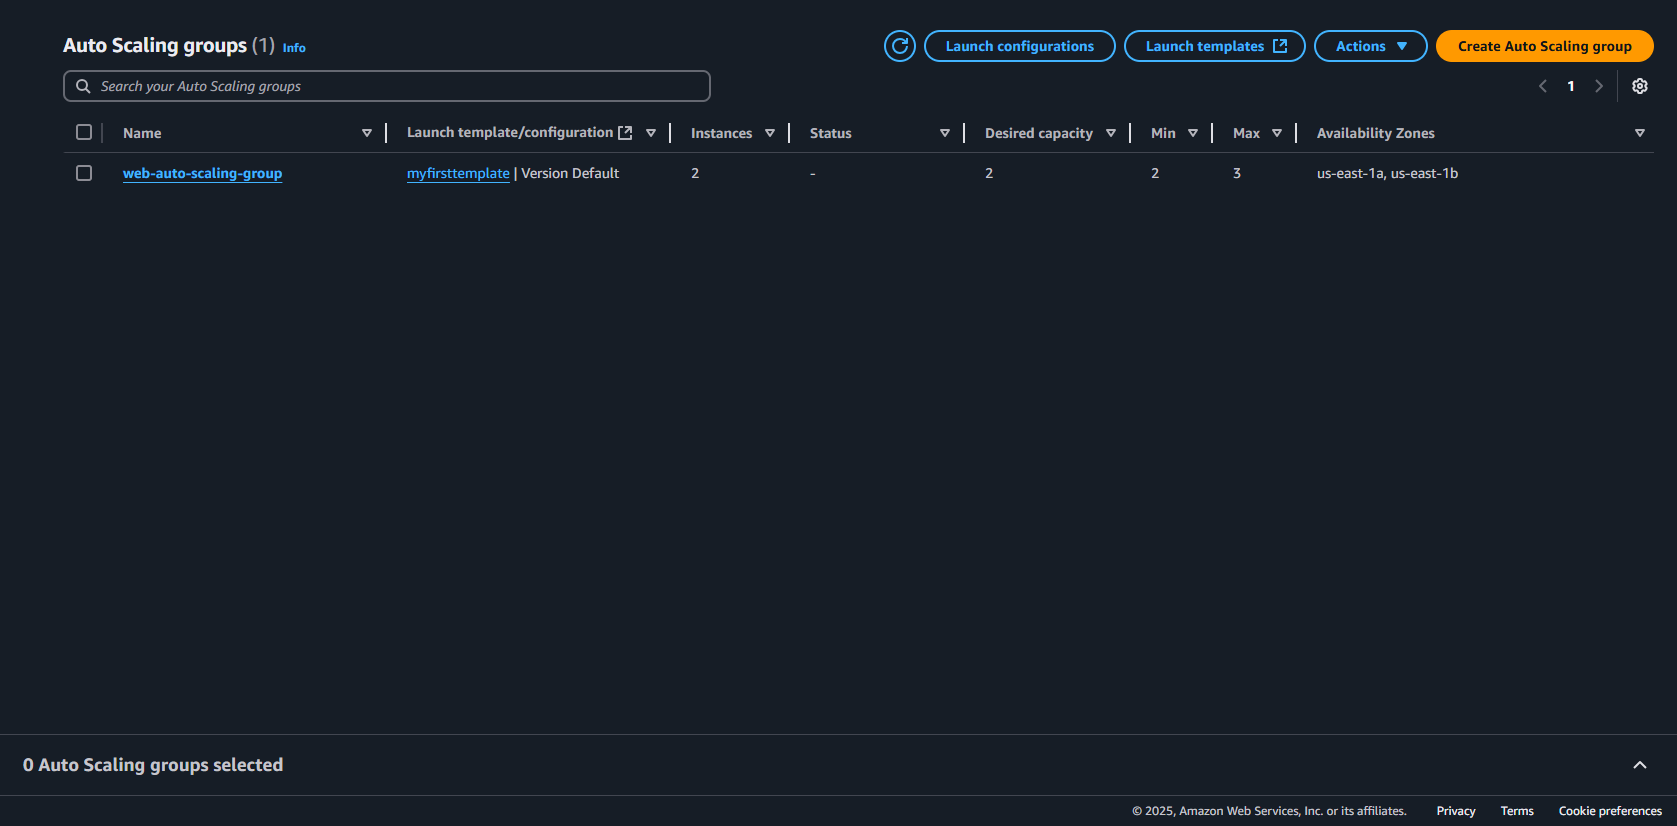 Auto Scaling groups (1) Info
Launch configurations Launch templates Actions Create Auto Scaling group
Search your Auto Scaling groups
1
Name Launch template/configuration Instances Status Desired capacity Min Max Availability Zones
web-auto-scaling-group myfirsttemplate | Version Default 2 - 2 2 3 us-east-1a, us-east-1b
0 Auto Scaling groups selected
© 2025, Amazon Web Services, Inc. or its affiliates. Privacy Terms Cookie preferences